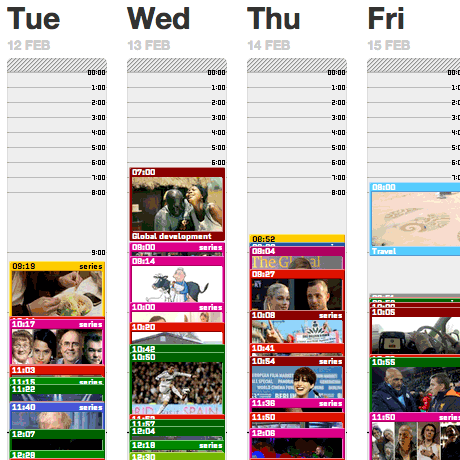 Tue
12 FEB
00:00
1:00
2:00
3:00
4:00
5:00
6:00
7:00
8:00
9:00
09:19 series
10:17 series
11:03
11:15 series
11:22
11:40 series
12:07
12:28
Wed
13 FEB
00:00
1:00
2:00
3:00
4:00
5:00
6:00
07:00
Global development
08:00 series
08:14
10:00 series
10:20
10:42
10:50
11:57
12:04
12:18 series
12:30
Thu
14 FEB
00:00
1:00
2:00
3:00
4:00
5:00
6:00
7:00
8:00
08:52
09:04
09:27
10:08 series
10:41
10:54 series
11:36 series
11:50
12:08
Fri
15 FEB
00:00
1:00
2:00
3:00
4:00
5:00
6:00
7:00
08:00
Travel
10:05
10:55
11:50 series